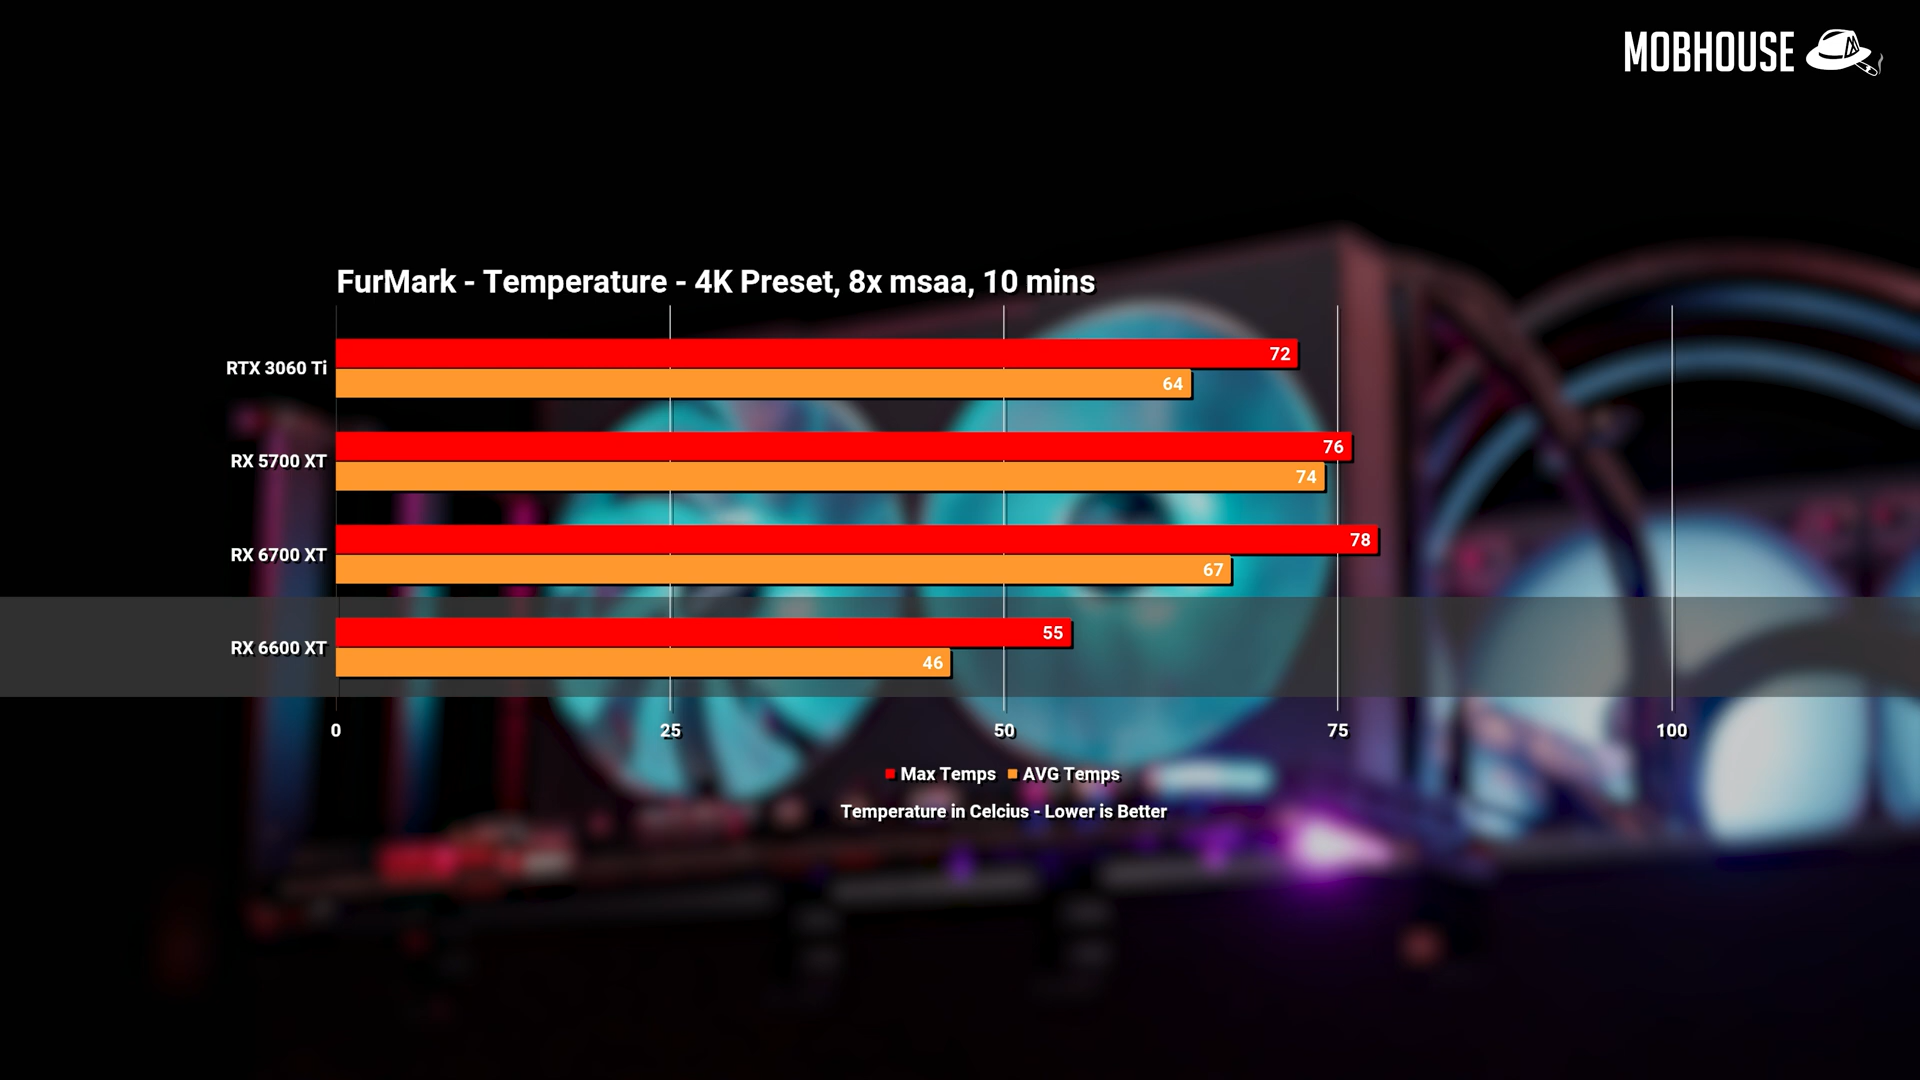 MOBHOUSE
FurMark - Temperature - 4K Preset, 8x msaa, 10 mins
RTX 3060 Ti
72
64
RX 5700 XT
76
74
RX 6700 XT
78
67
RX 6600 XT
55
46
0 25 50 75 100
Max Temps AVG Temps
Temperature in Celcius - Lower is Better